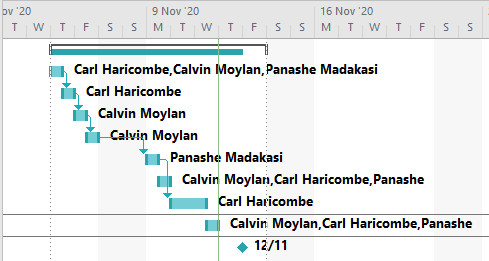 ov '20 9 Nov '20 16 Nov '20
T W T F S S M T W T F S S M T W T F S
Carl Haricombe,Calvin Moylan,Panashe Madakasi
Carl Haricombe
Calvin Moylan
Calvin Moylan
Panashe Madakasi
Calvin Moylan,Carl Haricombe,Panashe
Carl Haricombe
Calvin Moylan,Carl Haricombe,Panashe
12/11